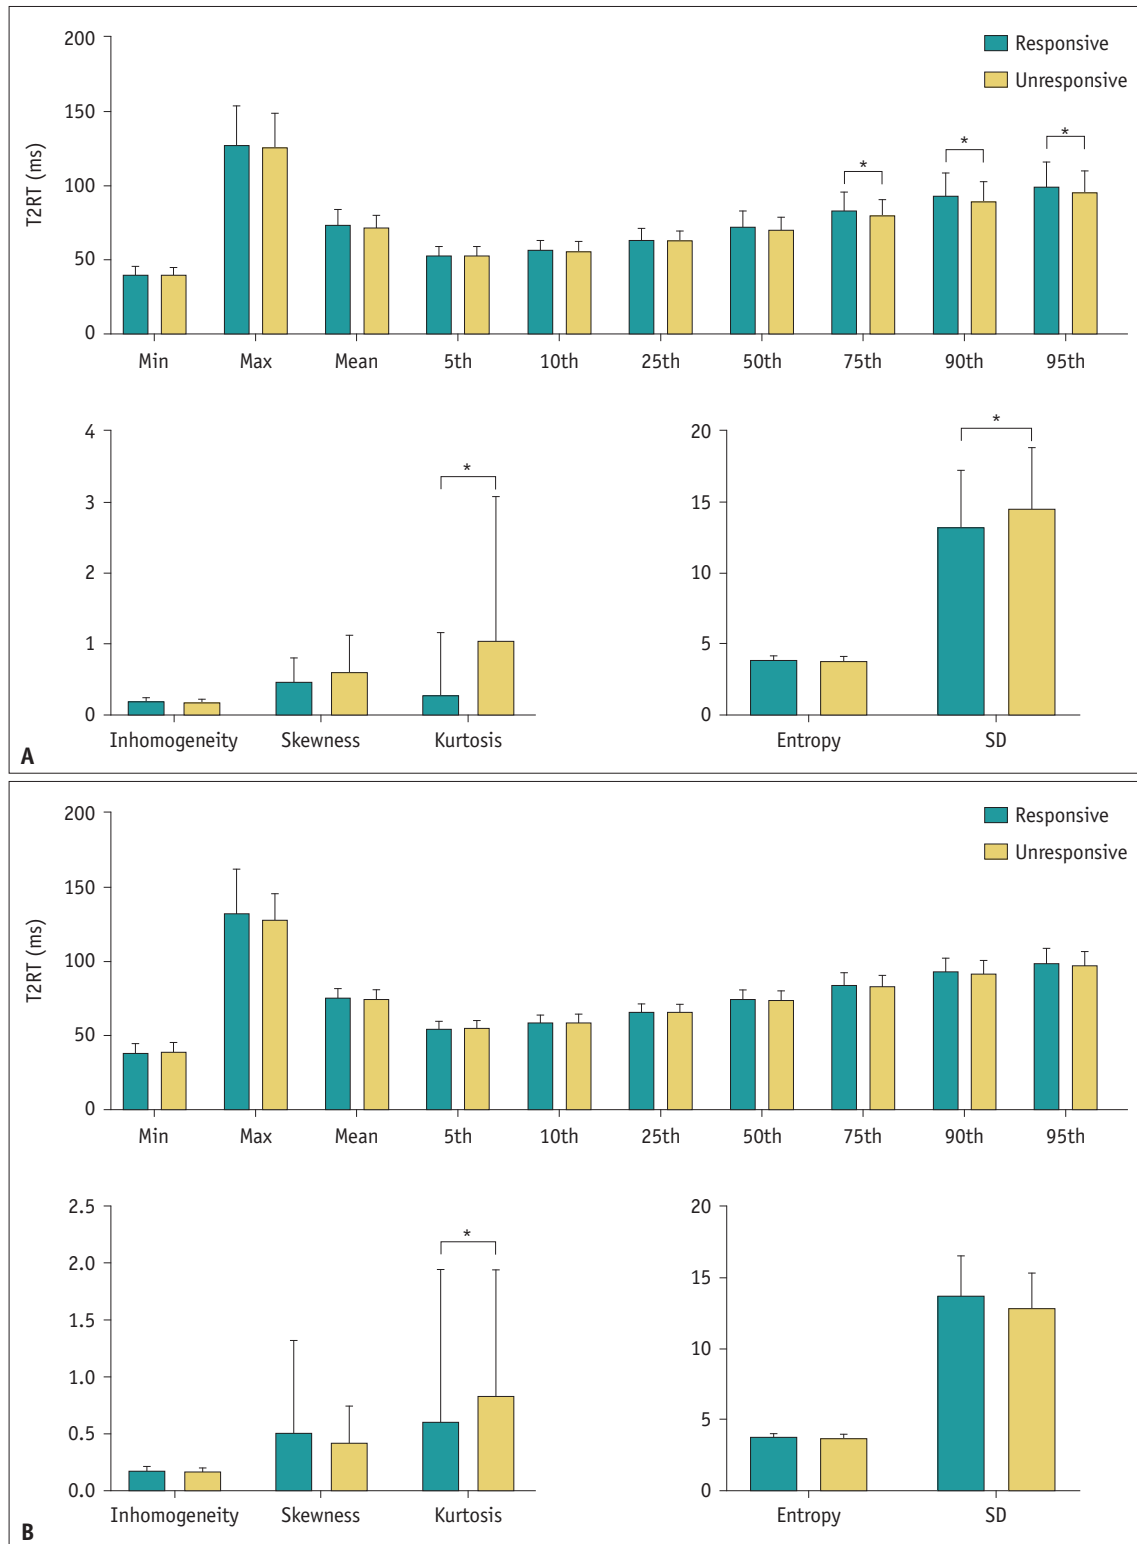 200
150
100
50
0
T2RT (ms)
Responsive
Unresponsive
*
*
*
Min Max Mean 5th 10th 25th 50th 75th 90th 95th
4
3
2
1
0
*
Inhomogeneity Skewness Kurtosis
20
15
10
5
0
*
Entropy SD
A
200
150
100
50
0
T2RT (ms)
Responsive
Unresponsive
Min Max Mean 5th 10th 25th 50th 75th 90th 95th
2.5
2.0
1.5
1.0
0.5
0.0
*
Inhomogeneity Skewness Kurtosis
20
15
10
5
0
Entropy SD
B